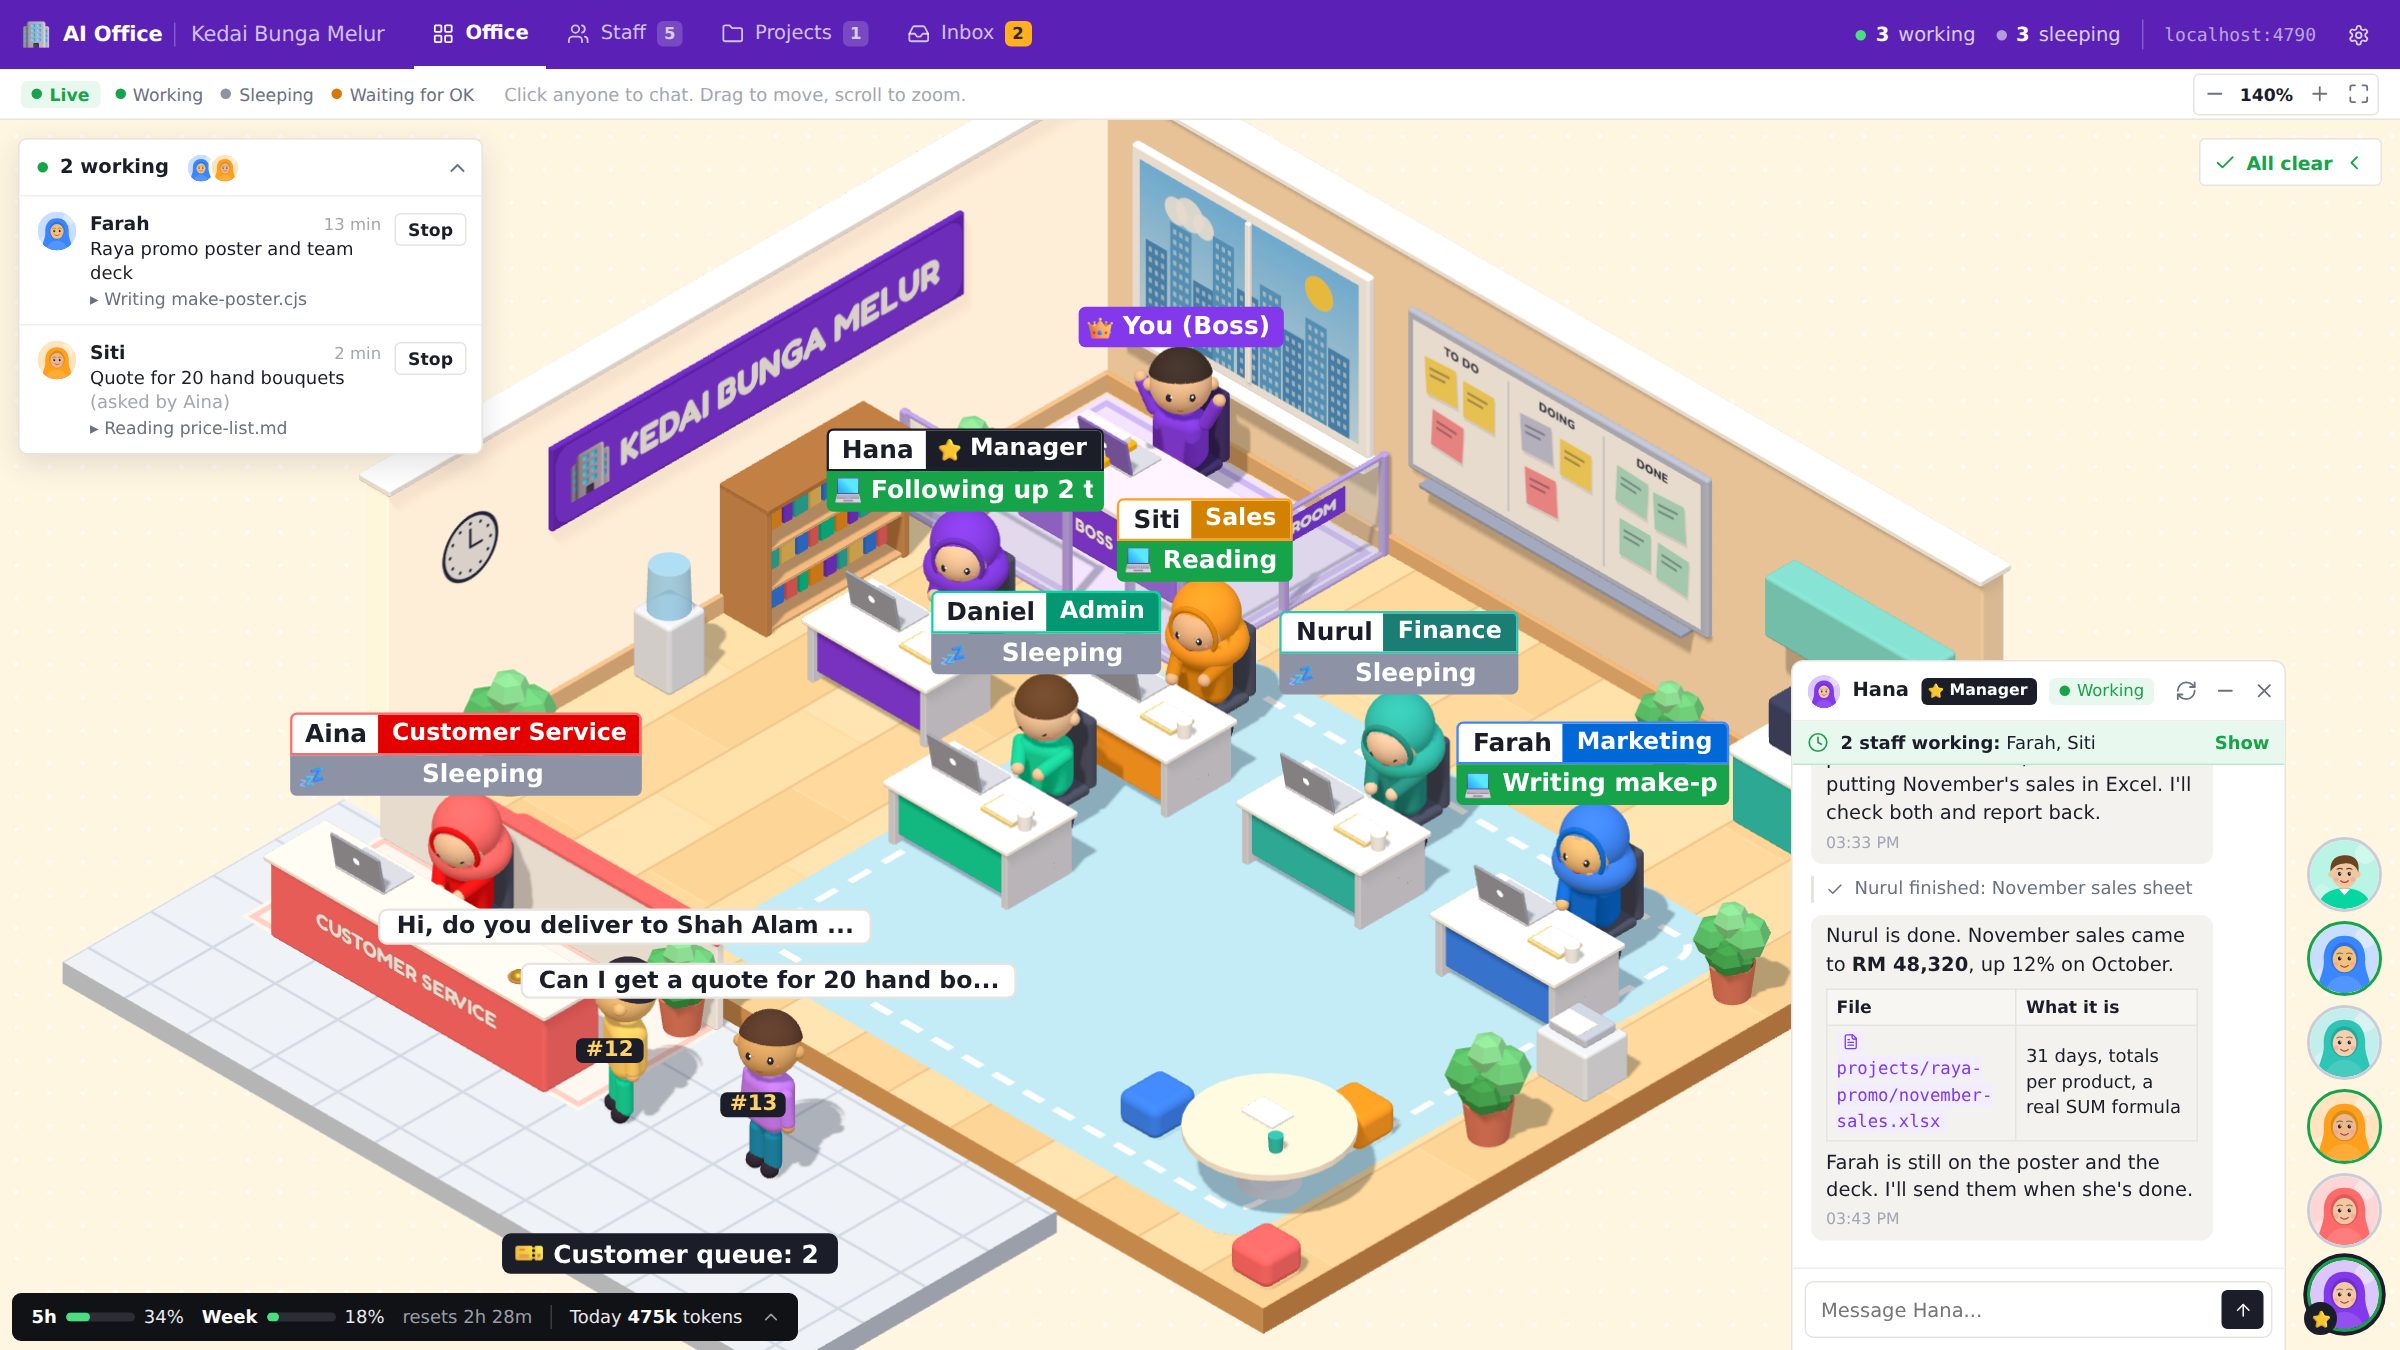 AI Office Kedai Bunga Melur Office Staff 5 Projects 1 Inbox 2 3 working 3 sleeping localhost:4790
Live Working Sleeping Waiting for OK Click anyone to chat. Drag to move, scroll to zoom. 140%
2 working
Farah 13 min Stop
Raya promo poster and team
deck
▸ Writing make-poster.cjs
Siti 2 min Stop
Quote for 20 hand bouquets
(asked by Aina)
▸ Reading price-list.md
All clear
KEDAI BUNGA MELUR
You (Boss)
TO DO
DOING
DONE
Hana Manager
Following up 2 t
BOSS
ROOM
Siti Sales
Reading
Daniel Admin
Sleeping
Nurul Finance
Sleeping
Aina Customer Service
Sleeping
Farah Marketing
Writing make-p
CUSTOMER SERVICE
Hi, do you deliver to Shah Alam ...
Can I get a quote for 20 hand bo...
#12
#13
Customer queue: 2
5h 34% Week 18% resets 2h 28m Today 475k tokens
Hana Manager Working
2 staff working: Farah, Siti Show
putting November's sales in Excel. I'll
check both and report back.
03:33 PM
Nurul finished: November sales sheet
Nurul is done. November sales came
to RM 48,320, up 12% on October.
File What it is
projects/raya-
promo/november-
sales.xlsx
31 days, totals
per product, a
real SUM formula
Farah is still on the poster and the
deck. I'll send them when she's done.
03:43 PM
Message Hana...